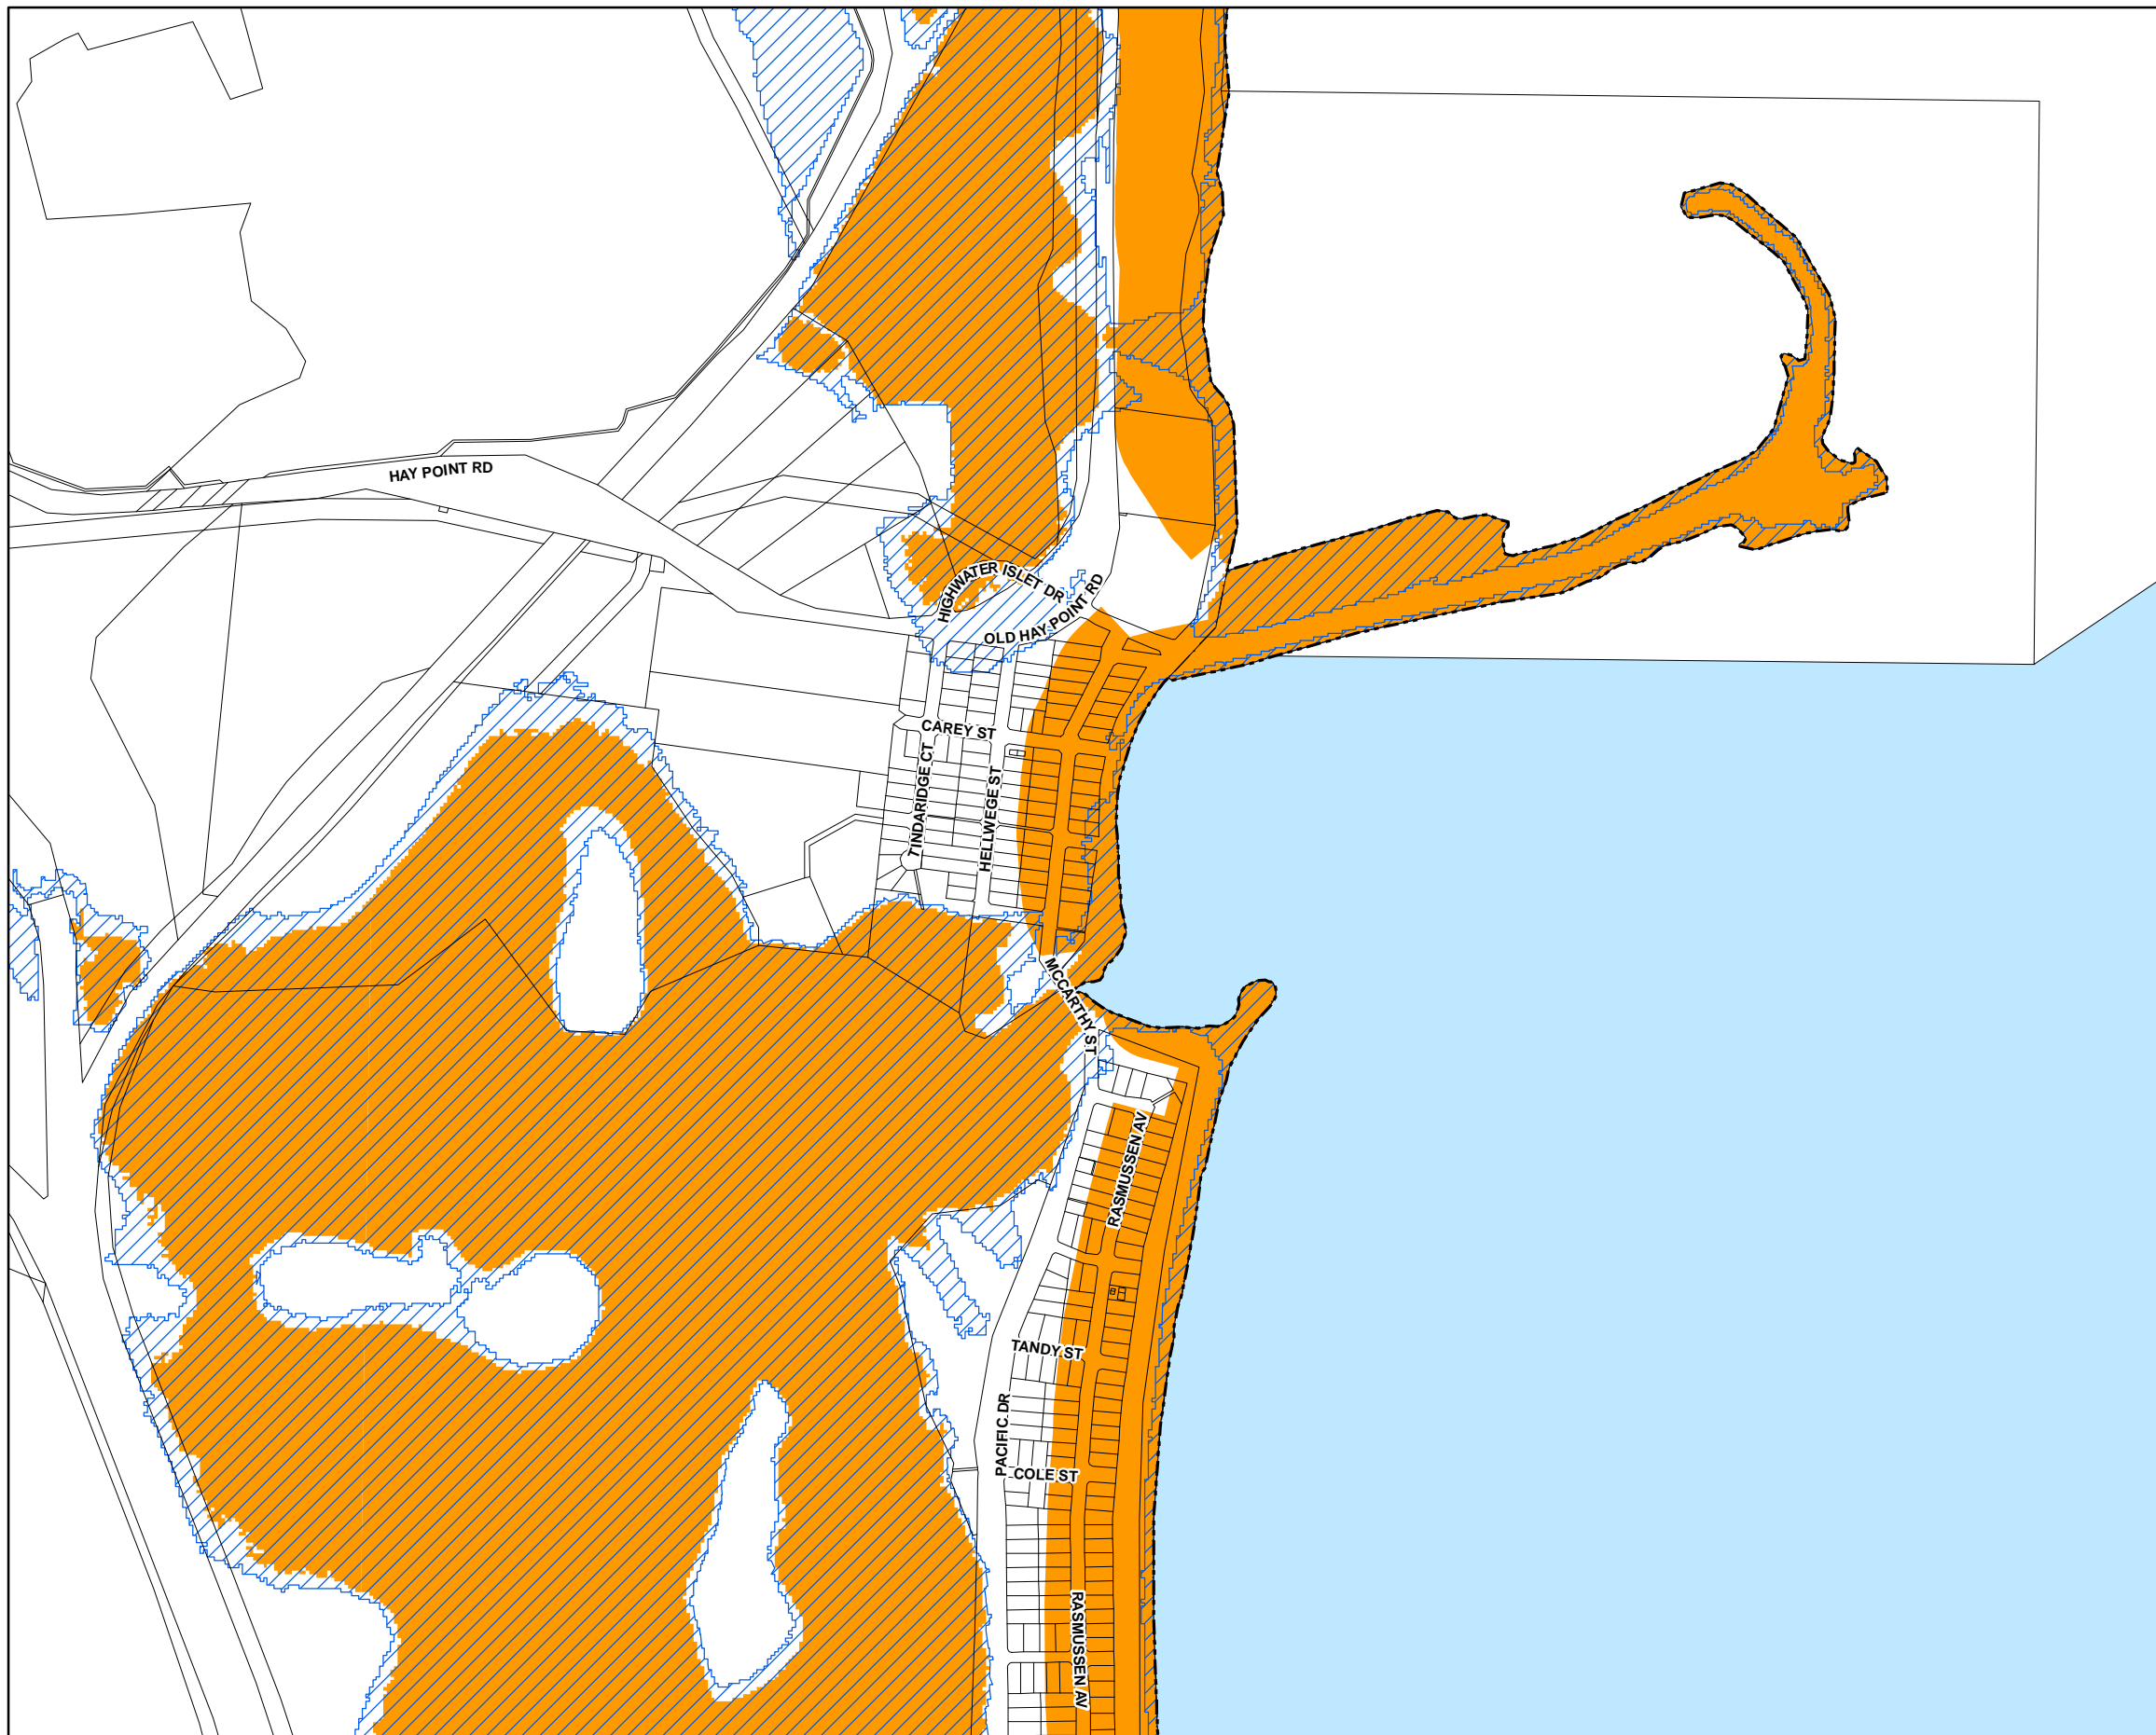 HAY POINT RD
HIGHWATER ISLET DR
OLD HAY POINT RD
CAREY ST
TINDARIDGE CT
HELLWEGE ST
MCCARTHY ST
RASMUSSEN AV
TANDY ST
PACIFIC DR
COLE ST
RASMUSSEN AV